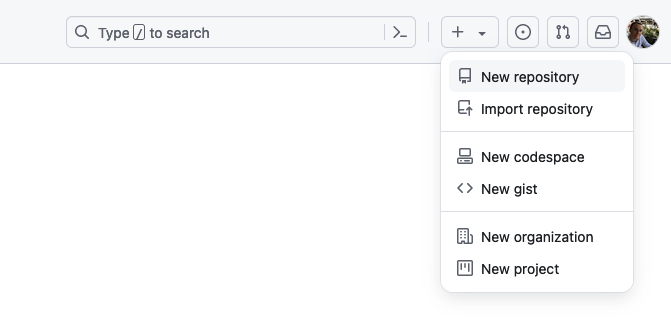 Type / to search
New repository
Import repository
New codespace
New gist
New organization
New project